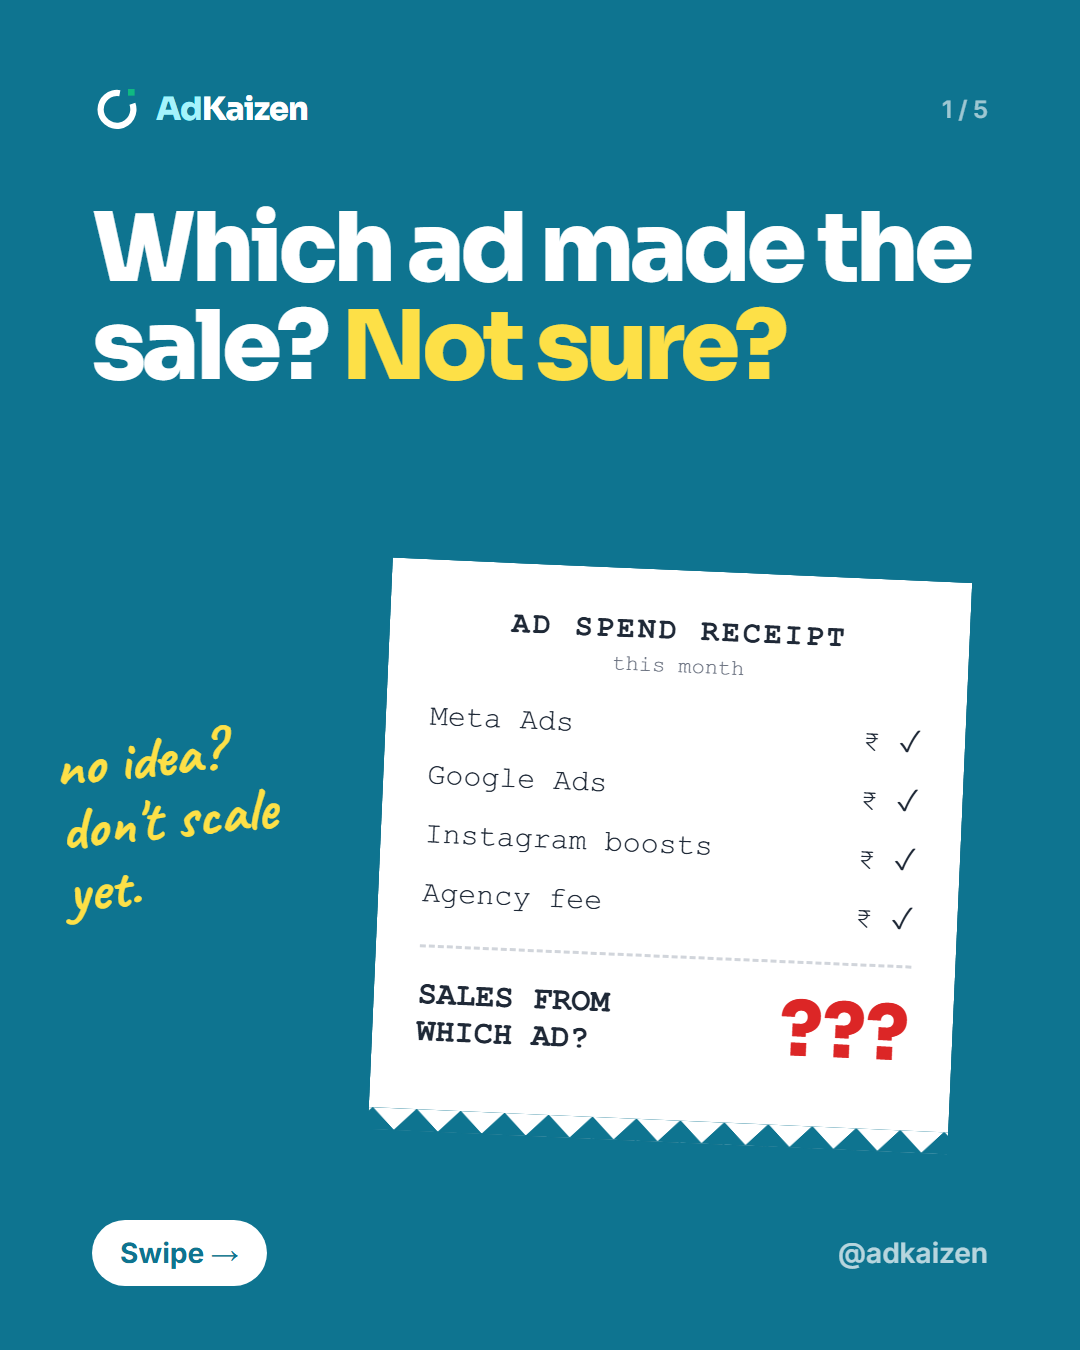 AdKaizen
1 / 5
Which ad made the
sale? Not sure?
AD SPEND RECEIPT
this month
Meta Ads ₹ ✓
Google Ads ₹ ✓
Instagram boosts ₹ ✓
Agency fee ₹ ✓
SALES FROM
WHICH AD?
???
no idea?
don't scale
yet.
Swipe →
@adkaizen